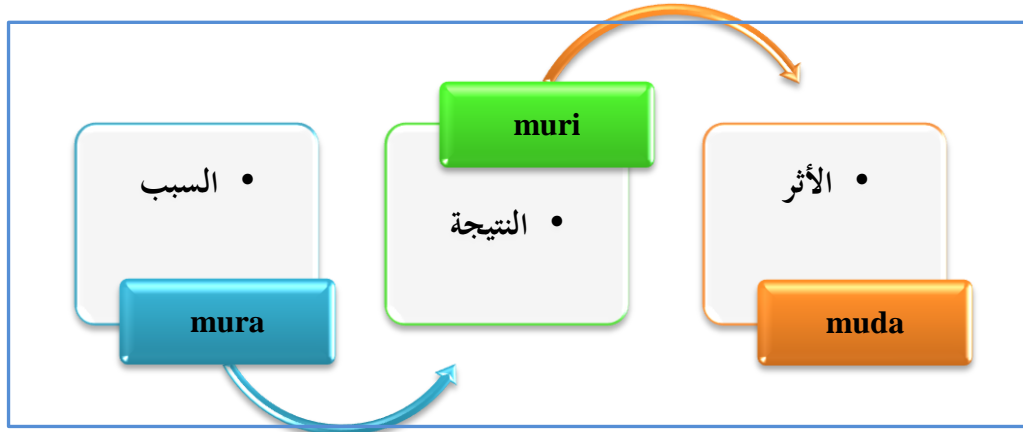 • السبب
mura
muri
• النتيجة
• الأثر
muda